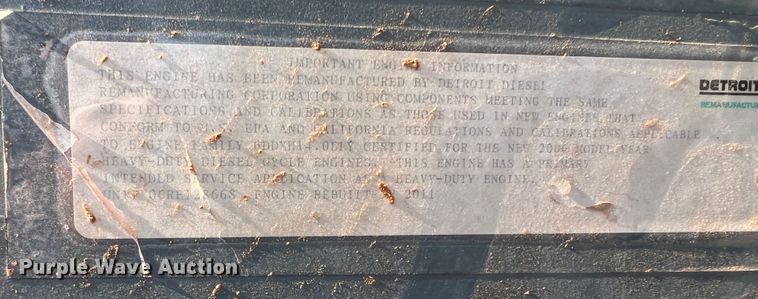 IMPORTANT ENGINE INFORMATION
THIS ENGINE HAS BEEN REMANUFACTURED BY DETROIT DIESEL
REMANUFACTURING CORPORATION USING COMPONENTS MEETING THE SAME
SPECIFICATIONS AND CALIBRATIONS AS THOSE USED IN NEW ENGINES THAT
CONFORM TO EPA AND CALIFORNIA REGULATIONS AND CALIBRATIONS APPLICABLE
TO ENGINE FAMILY CERTIFIED FOR THE NEW 2006 MODEL YEAR
HEAVY-DUTY DIESEL CYCLE ENGINES. THIS ENGINE HAS A PRIMARY
INTENDED SERVICE APPLICATION AS HEAVY-DUTY ENGINE.
UNIT ENGINE REBUILT 2011
DETROIT
REMANUFACTUR
Purple Wave Auction